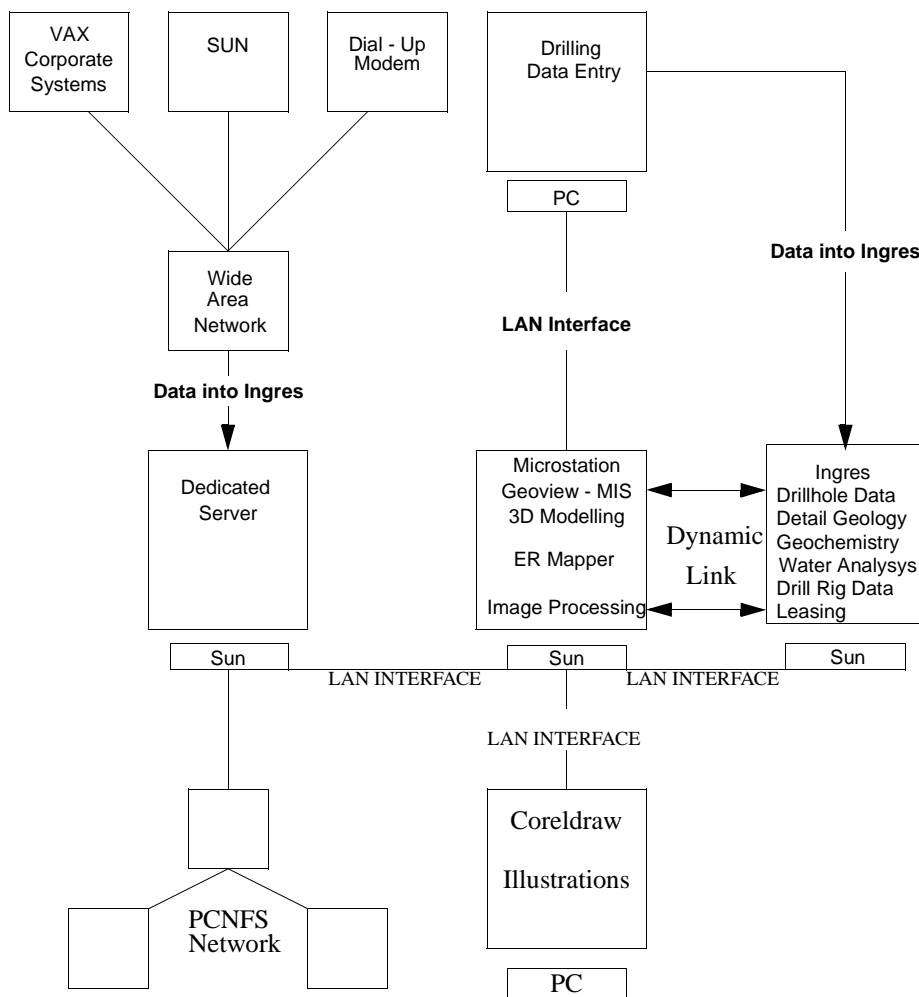 VAX
Corporate
Systems
SUN
Dial - Up
Modem
Drilling
Data Entry
PC
Wide
Area
Network
Data into Ingres
LAN Interface
Data into Ingres
Dedicated
Server
Sun
Microstation
Geoview - MIS
3D Modelling
ER Mapper
Image Processing
Sun
Dynamic
Link
Ingres
Drillhole Data
Detail Geology
Geochemistry
Water Analysys
Drill Rig Data
Leasing
Sun
LAN INTERFACE
LAN INTERFACE
LAN INTERFACE
PCNFS
Network
Coreldraw
Illustrations
PC